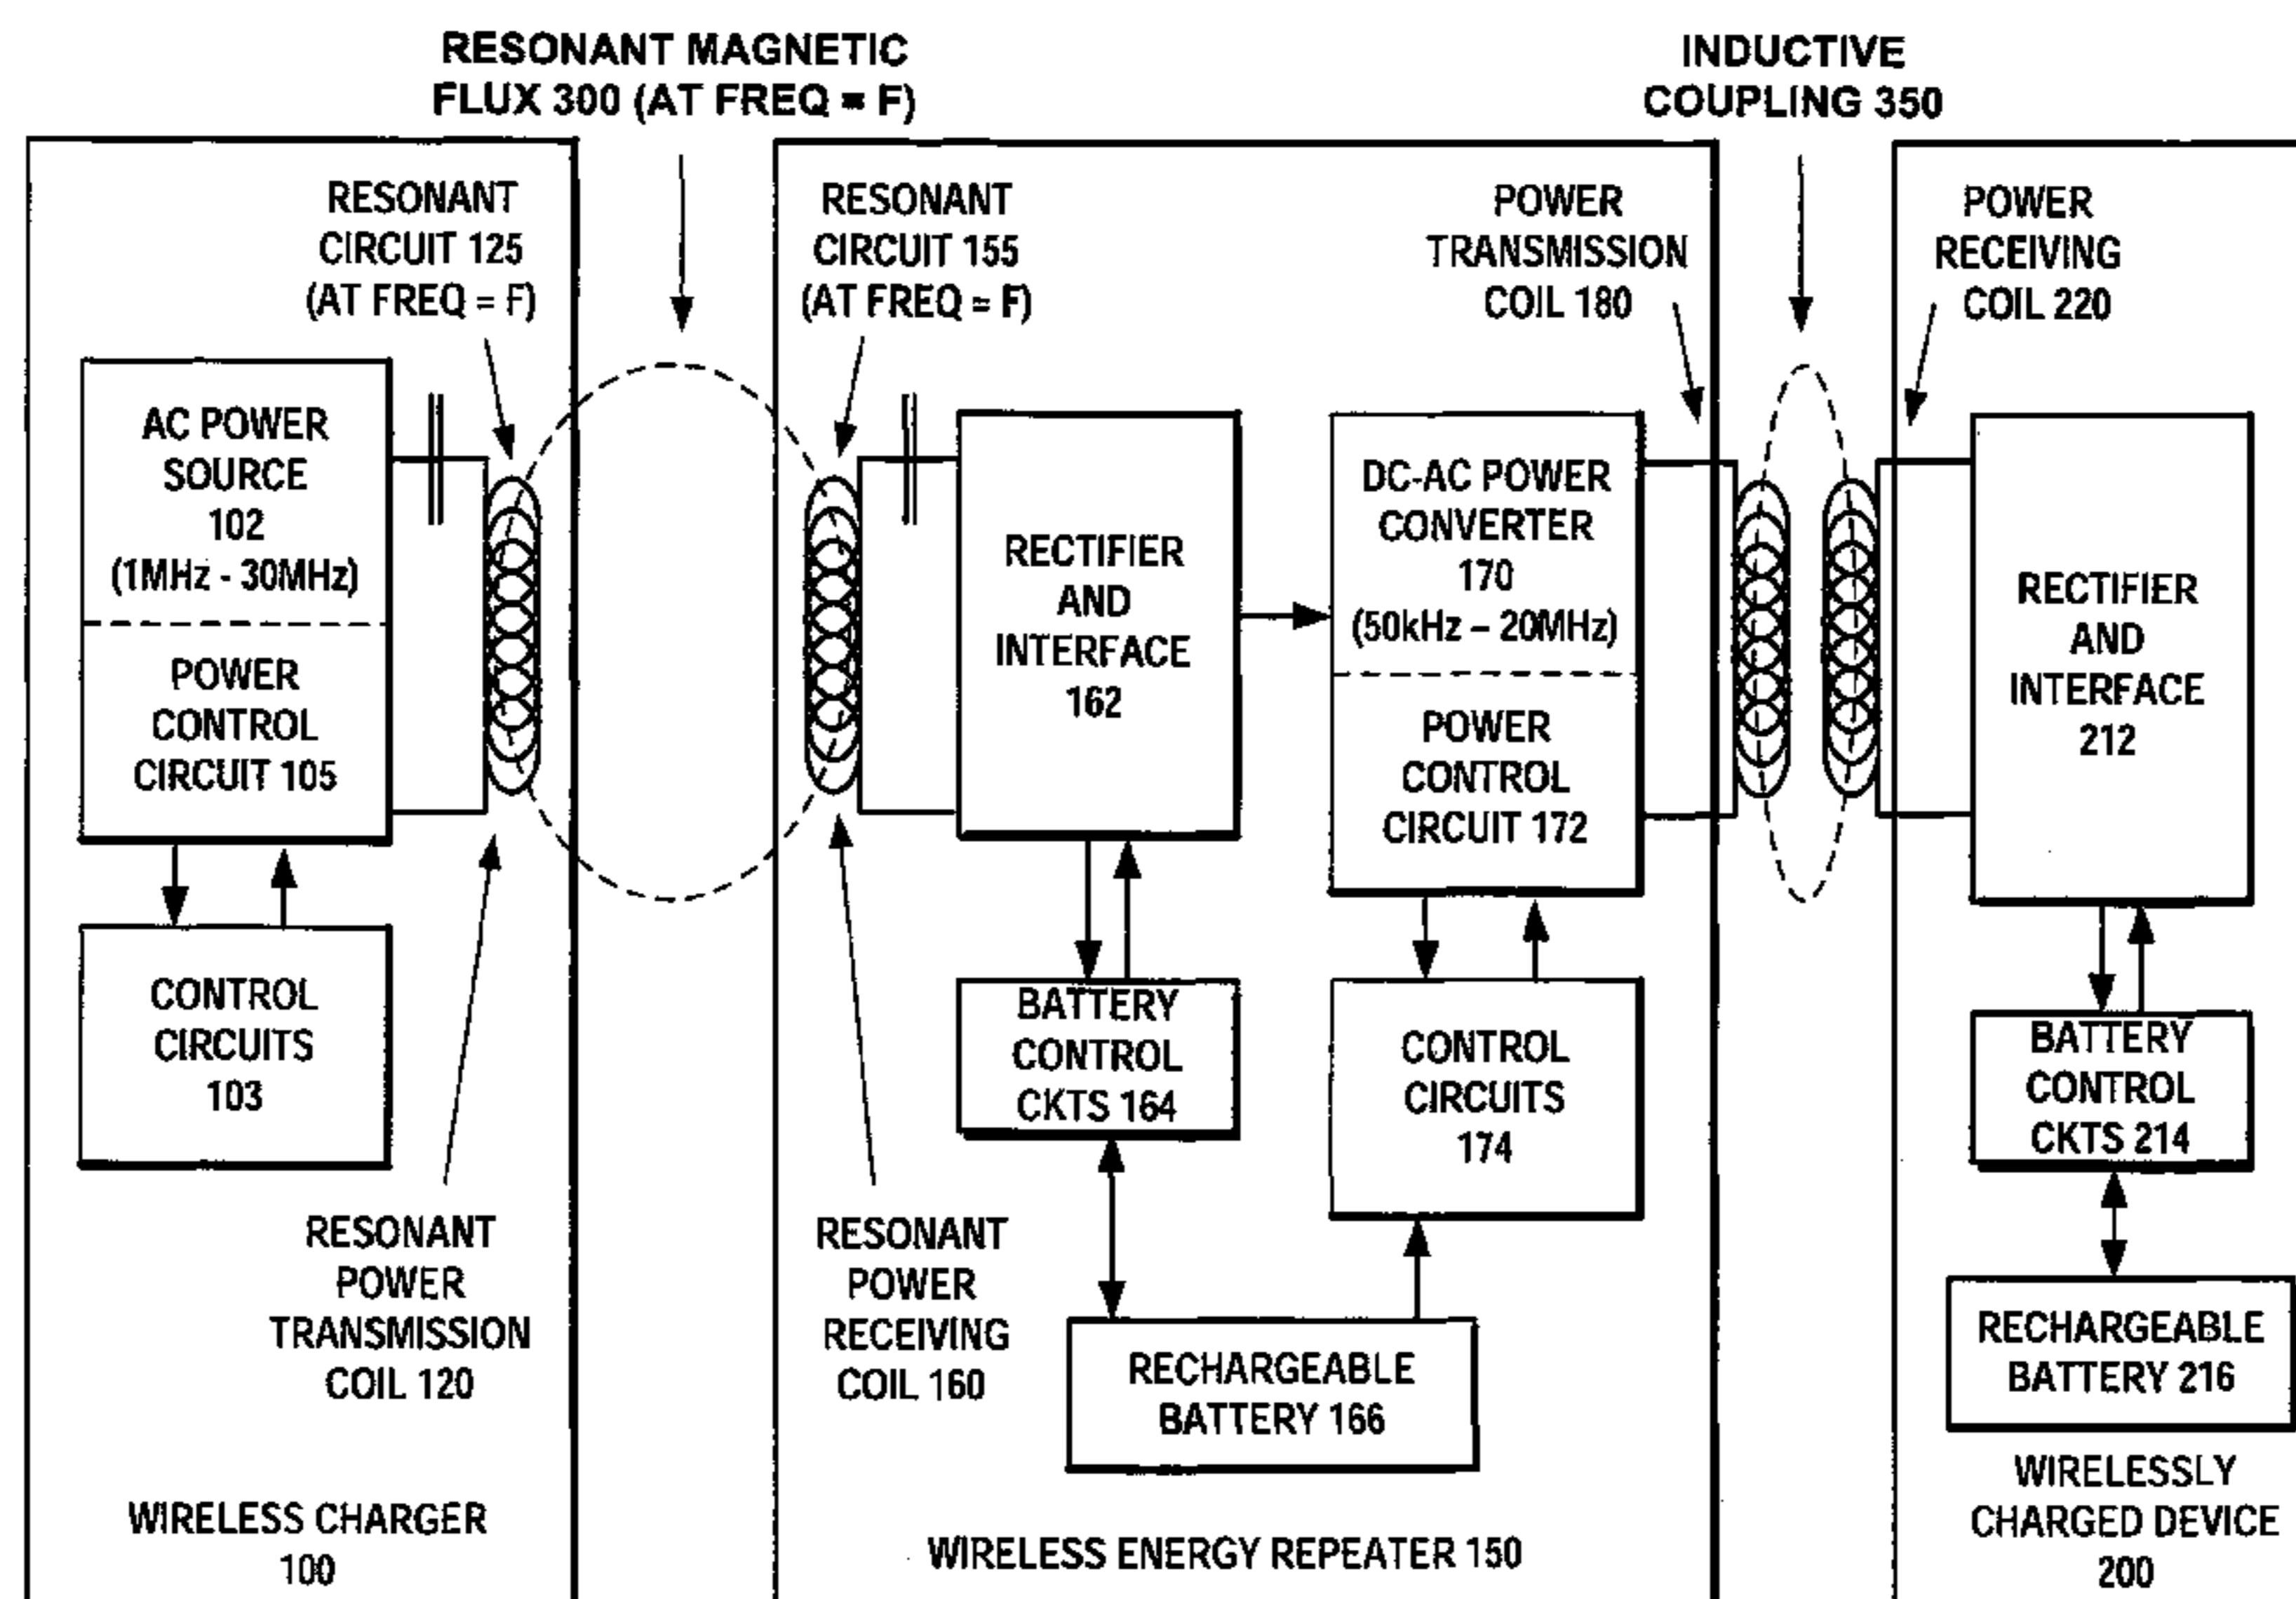 RESONANT MAGNETIC
FLUX 300 (AT FREQ = F)
INDUCTIVE
COUPLING 350
RESONANT
CIRCUIT 125
(AT FREQ = F)
RESONANT
CIRCUIT 155
(AT FREQ = F)
POWER
TRANSMISSION
COIL 180
POWER
RECEIVING
COIL 220
AC POWER
SOURCE
102
(1MHz - 30MHz)
POWER
CONTROL
CIRCUIT 105
RECTIFIER
AND
INTERFACE
162
DC-AC POWER
CONVERTER
170
(50kHz – 20MHz)
POWER
CONTROL
CIRCUIT 172
RECTIFIER
AND
INTERFACE
212
CONTROL
CIRCUITS
103
BATTERY
CONTROL
CKTS 164
CONTROL
CIRCUITS
174
BATTERY
CONTROL
CKTS 214
RESONANT
POWER
TRANSMISSION
COIL 120
RESONANT
POWER
RECEIVING
COIL 160
RECHARGEABLE
BATTERY 166
RECHARGEABLE
BATTERY 216
WIRELESS CHARGER
100
WIRELESS ENERGY REPEATER 150
WIRELESSLY
CHARGED DEVICE
200